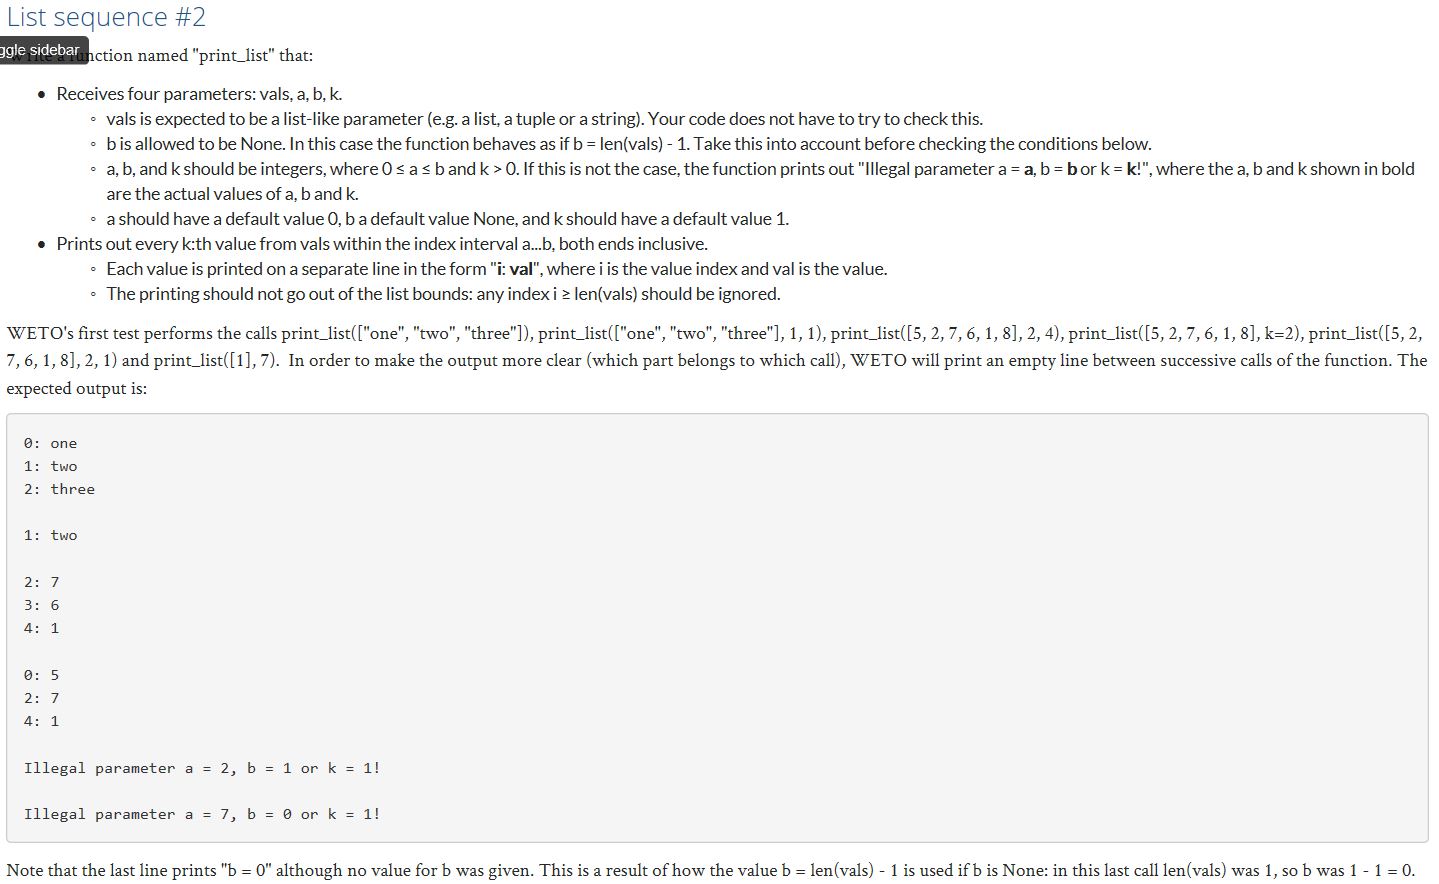 List sequence #2
ggle sidebar
nction named "print_list" that:
• Receives four parameters: vals, a, b, k.
◦ vals is expected to be a list-like parameter (e.g. a list, a tuple or a string). Your code does not have to try to check this.
◦ b is allowed to be None. In this case the function behaves as if b = len(vals) - 1. Take this into account before checking the conditions below.
◦ a, b, and k should be integers, where 0 ≤ a ≤ b and k > 0. If this is not the case, the function prints out "Illegal parameter a = a, b = b or k = k!", where the a, b and k shown in bold
are the actual values of a, b and k.
◦ a should have a default value 0, b a default value None, and k should have a default value 1.
• Prints out every k:th value from vals within the index interval a...b, both ends inclusive.
◦ Each value is printed on a separate line in the form "i: val", where i is the value index and val is the value.
◦ The printing should not go out of the list bounds: any index i ≥ len(vals) should be ignored.
WETO's first test performs the calls print_list(["one", "two", "three"]), print_list(["one", "two", "three"], 1, 1), print_list([5, 2, 7, 6, 1, 8], 2, 4), print_list([5, 2, 7, 6, 1, 8], k=2), print_list([5, 2,
7, 6, 1, 8], 2, 1) and print_list([1], 7). In order to make the output more clear (which part belongs to which call), WETO will print an empty line between successive calls of the function. The
expected output is:
0: one
1: two
2: three
1: two
2: 7
3: 6
4: 1
0: 5
2: 7
4: 1
Illegal parameter a = 2, b = 1 or k = 1!
Illegal parameter a = 7, b = 0 or k = 1!
Note that the last line prints "b = 0" although no value for b was given. This is a result of how the value b = len(vals) - 1 is used if b is None: in this last call len(vals) was 1, so b was 1 - 1 = 0.